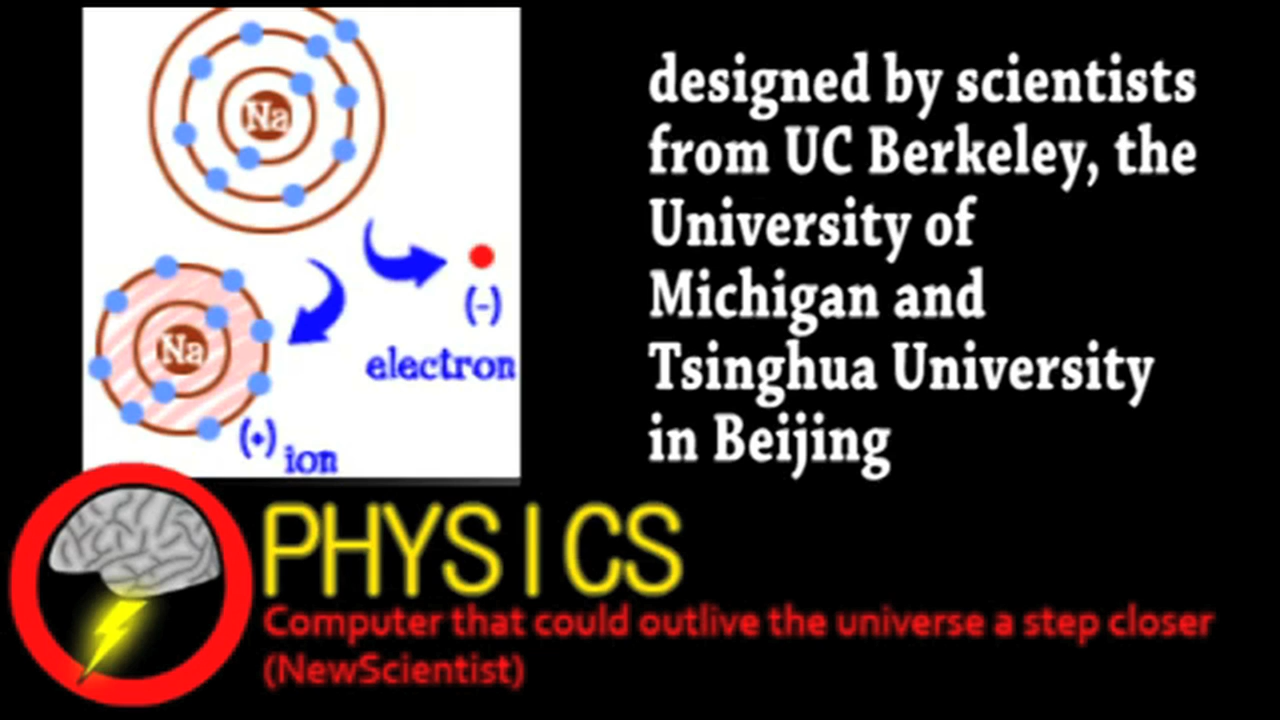 Na
Na
(-)
electron
(+) ion
designed by scientists
from UC Berkeley, the
University of
Michigan and
Tsinghua University
in Beijing
PHYSICS
Computer that could outlive the universe a step closer
(NewScientist)